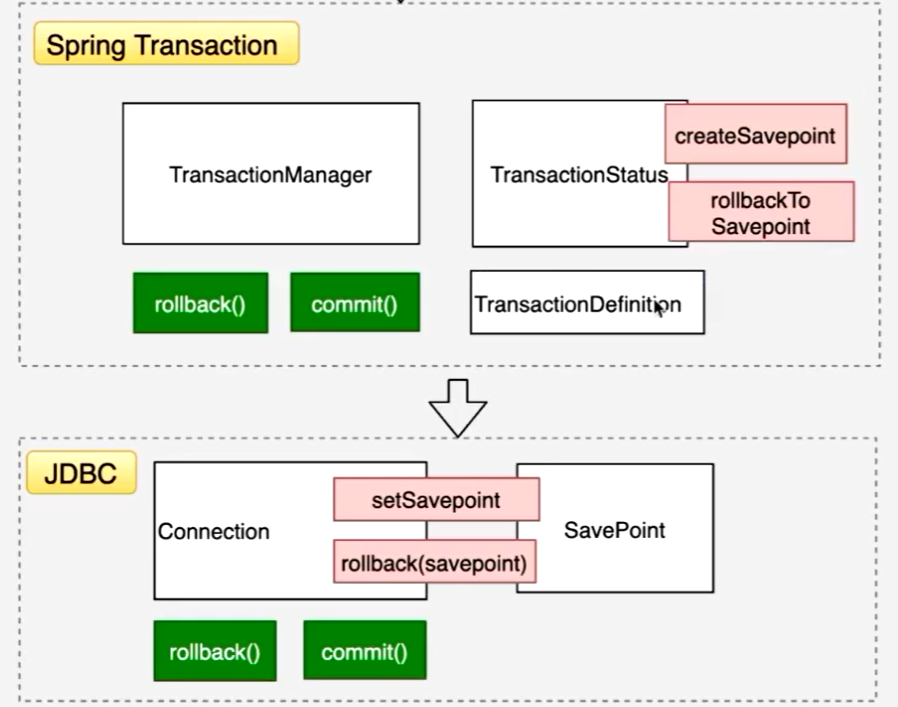 Spring Transaction
TransactionManager
TransactionStatus
createSavepoint
rollbackTo
Savepoint
rollback()
commit()
TransactionDefinition
JDBC
Connection
setSavepoint
rollback(savepoint)
SavePoint
rollback()
commit()